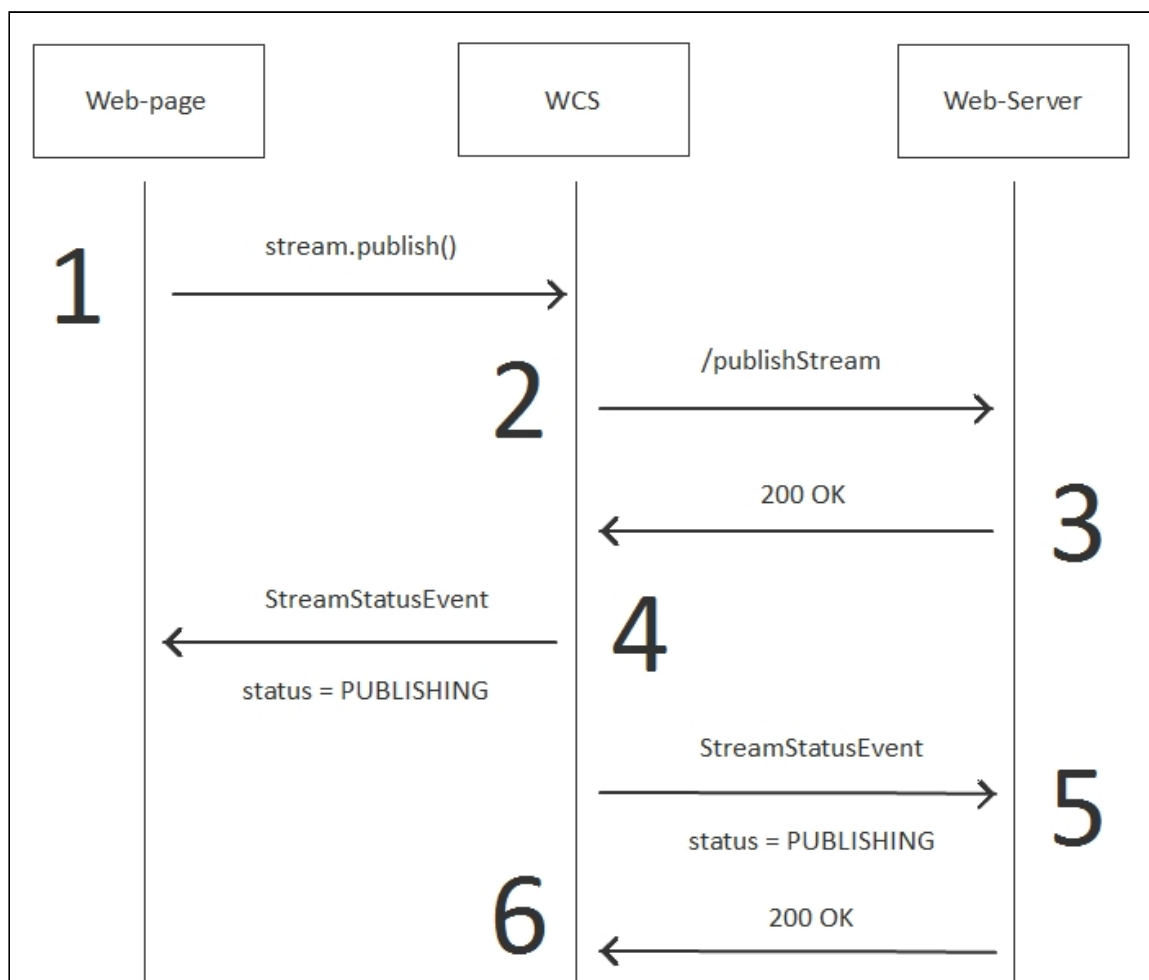 Web-page
WCS
Web-Server
1
stream.publish()
2
/publishStream
200 OK
3
StreamStatusEvent
4
status = PUBLISHING
StreamStatusEvent
5
status = PUBLISHING
6
200 OK